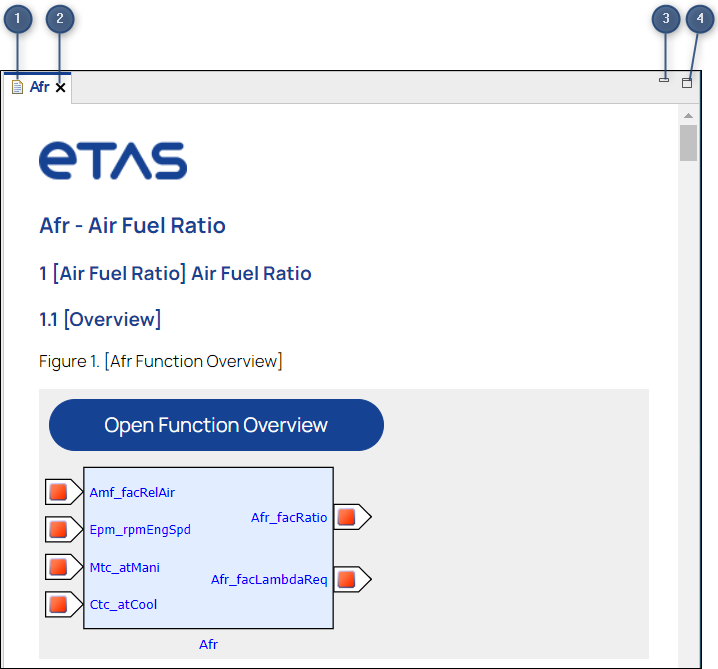 1 2 3 4
Afr
eTAS
Afr - Air Fuel Ratio
1 [Air Fuel Ratio] Air Fuel Ratio
1.1 [Overview]
Figure 1. [Afr Function Overview]
Open Function Overview
Amf_facRelAir
Afr_facRatio
Epm_rpmEngSpd
Mtc_atMani
Afr_facLambdaReq
Ctc_atCool
Afr